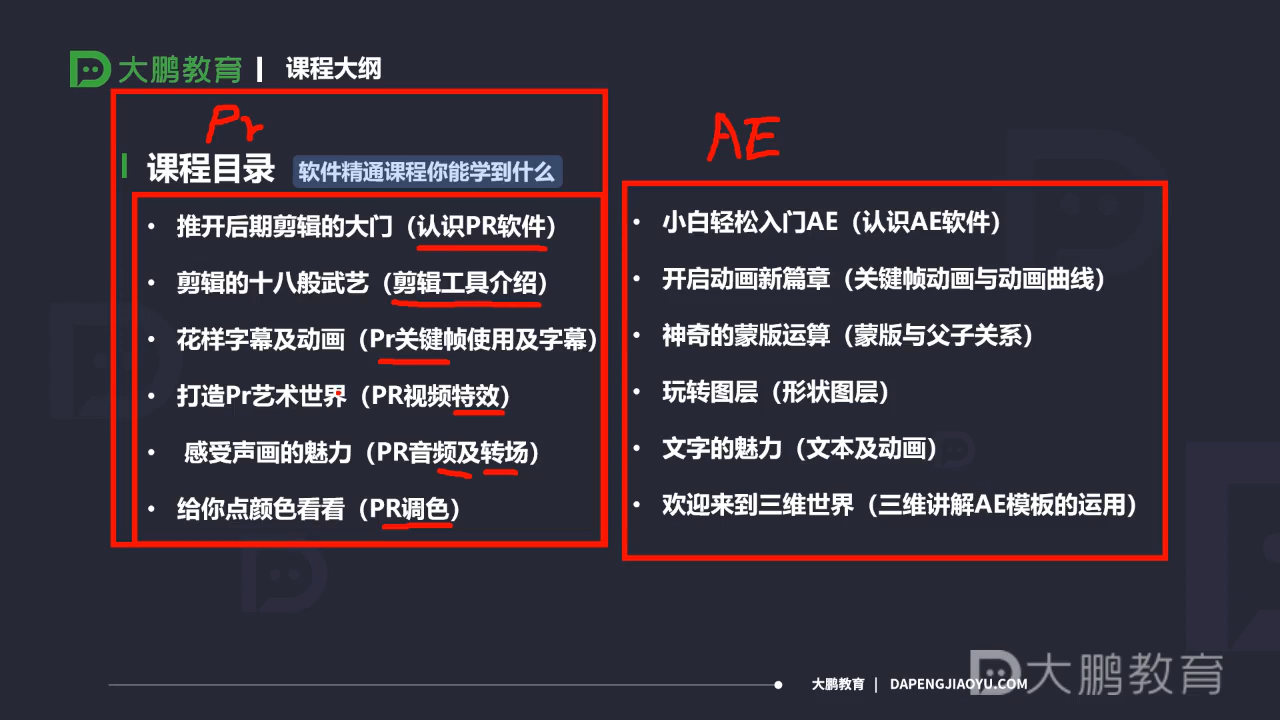 大鹏教育 | 课程大纲
Pr
课程目录 软件精通课程你能学到什么
• 推开后期剪辑的大门（认识PR软件）
• 剪辑的十八般武艺（剪辑工具介绍）
• 花样字幕及动画（Pr关键帧使用及字幕）
• 打造Pr艺术世界（PR视频特效）
• 感受声画的魅力（PR音频及转场）
• 给你点颜色看看（PR调色）
AE
• 小白轻松入门AE（认识AE软件）
• 开启动画新篇章（关键帧动画与动画曲线）
• 神奇的蒙版运算（蒙版与父子关系）
• 玩转图层（形状图层）
• 文字的魅力（文本及动画）
• 欢迎来到三维世界（三维讲解AE模板的运用）
大鹏教育 | DAPENGJIAOYU.COM
大鹏教育